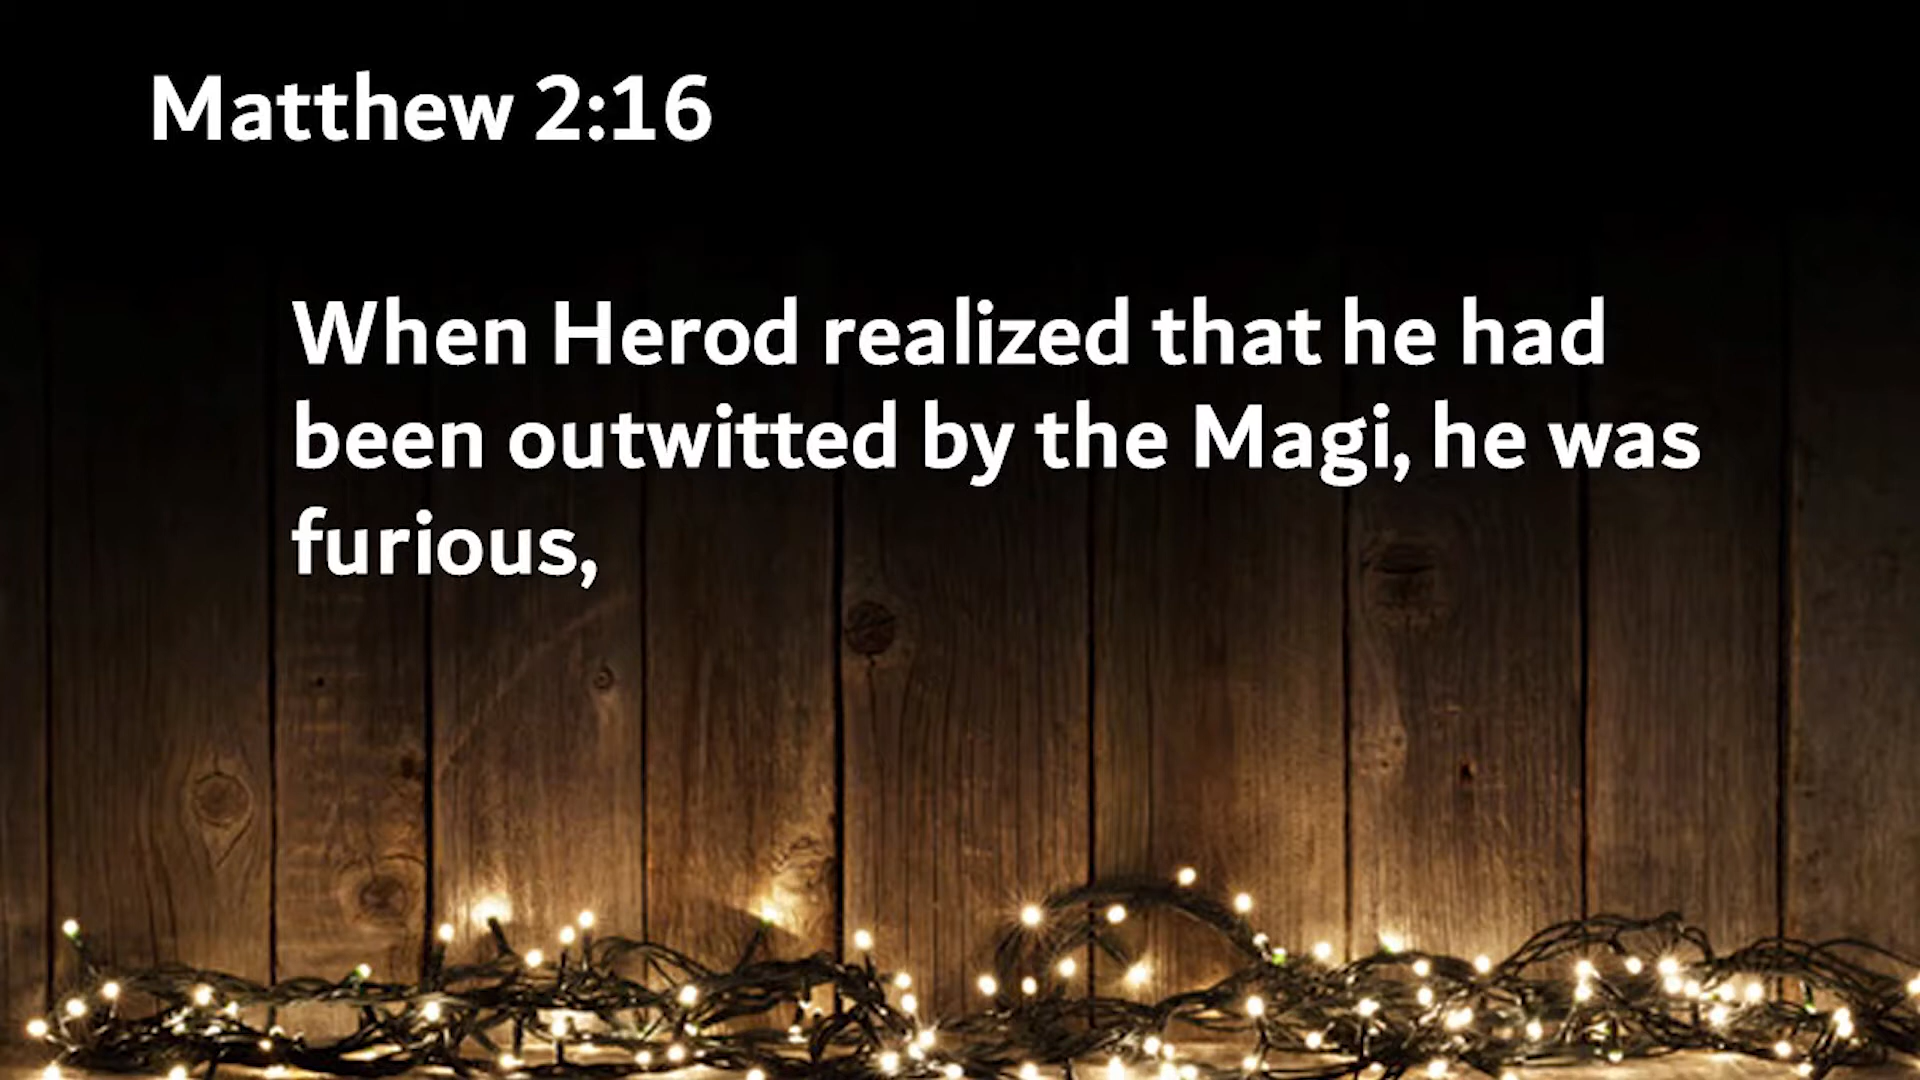 Matthew 2:16
When Herod realized that he had
been outwitted by the Magi, he was
furious,